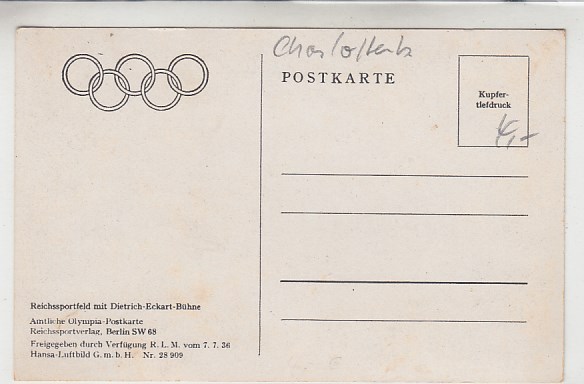 Charlottenb
POSTKARTE
Kupfer-
tiefdruck
4,-
Reichssportfeld mit Dietrich-Eckart-Bühne
Amtliche Olympia-Postkarte
Reichssportverlag, Berlin SW 68
Freigegeben durch Verfügung R. L. M. vom 7. 7. 36
Hansa-Luftbild G. m. b. H. Nr. 28 909